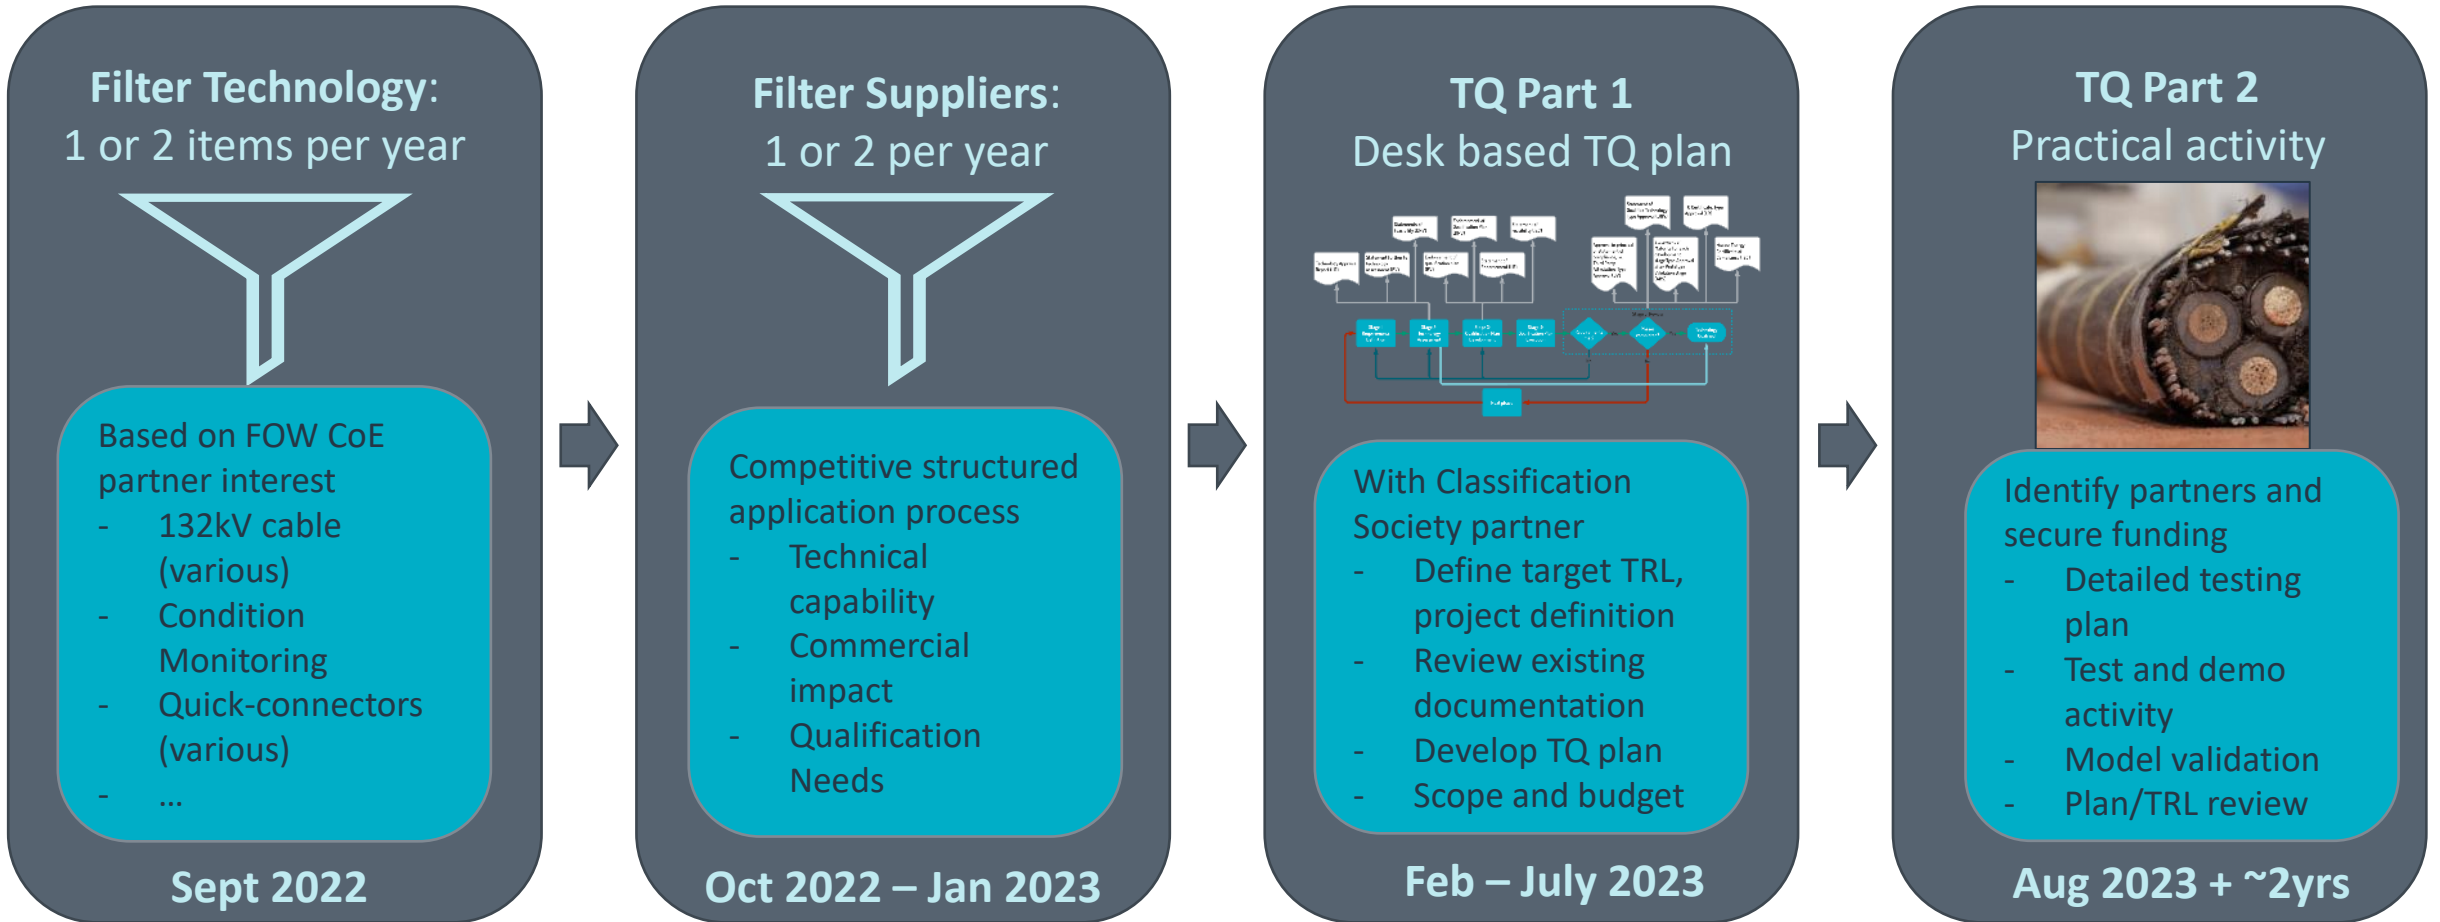 Filter Technology:
1 or 2 items per year
Based on FOW CoE
partner interest
- 132kV cable
(various)
- Condition
Monitoring
- Quick-connectors
(various)
- ...
Sept 2022
Filter Suppliers:
1 or 2 per year
Competitive structured
application process
- Technical
capability
- Commercial
impact
- Qualification
Needs
Oct 2022 – Jan 2023
TQ Part 1
Desk based TQ plan
With Classification
Society partner
- Define target TRL,
project definition
- Review existing
documentation
- Develop TQ plan
- Scope and budget
Feb – July 2023
TQ Part 2
Practical activity
Identify partners and
secure funding
- Detailed testing
plan
- Test and demo
activity
- Model validation
- Plan/TRL review
Aug 2023 + ~2yrs